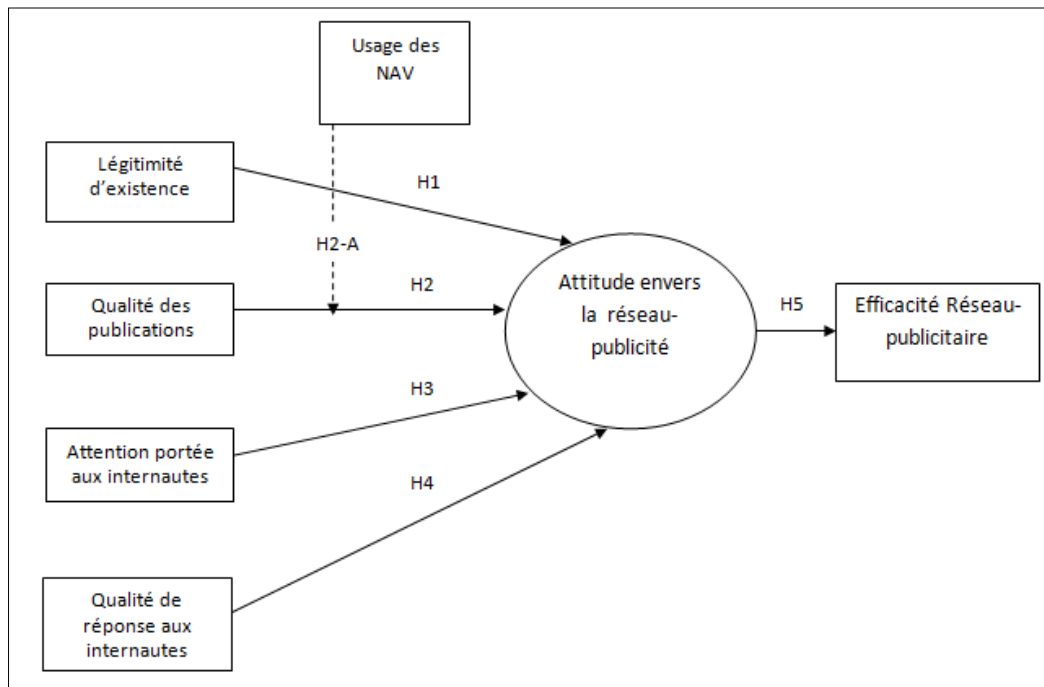 Usage des
NAV
Légitimité
d'existence
H1
H2-A
Qualité des
publications
H2
Attitude envers
la réseau-
publicité
H5
Efficacité Réseau-
publicitaire
H3
Attention portée
aux internautes
H4
Qualité de
réponse aux
internautes